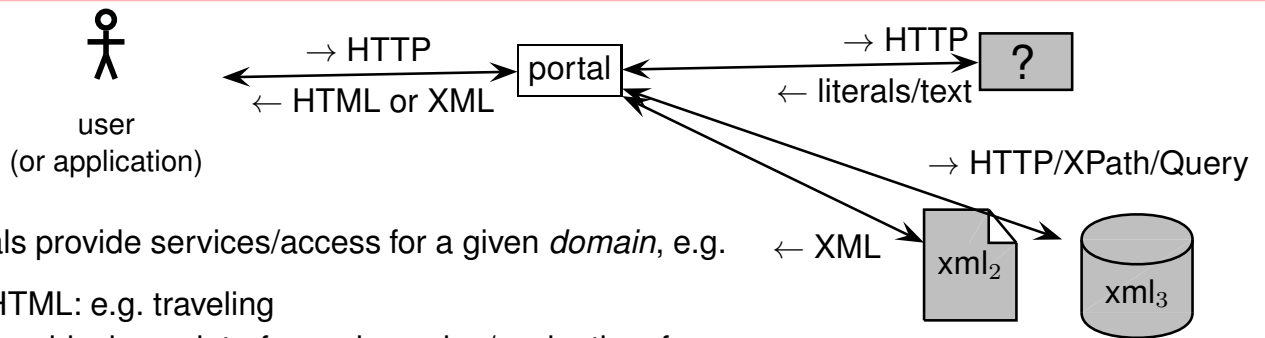 → HTTP
← HTML or XML
user
(or application)
portal
→ HTTP
← literals/text
?
→ HTTP/XPath/Query
← XML
xml₂
xml₃
provide services/access for a given domain, e.g.
HTML: e.g. traveling